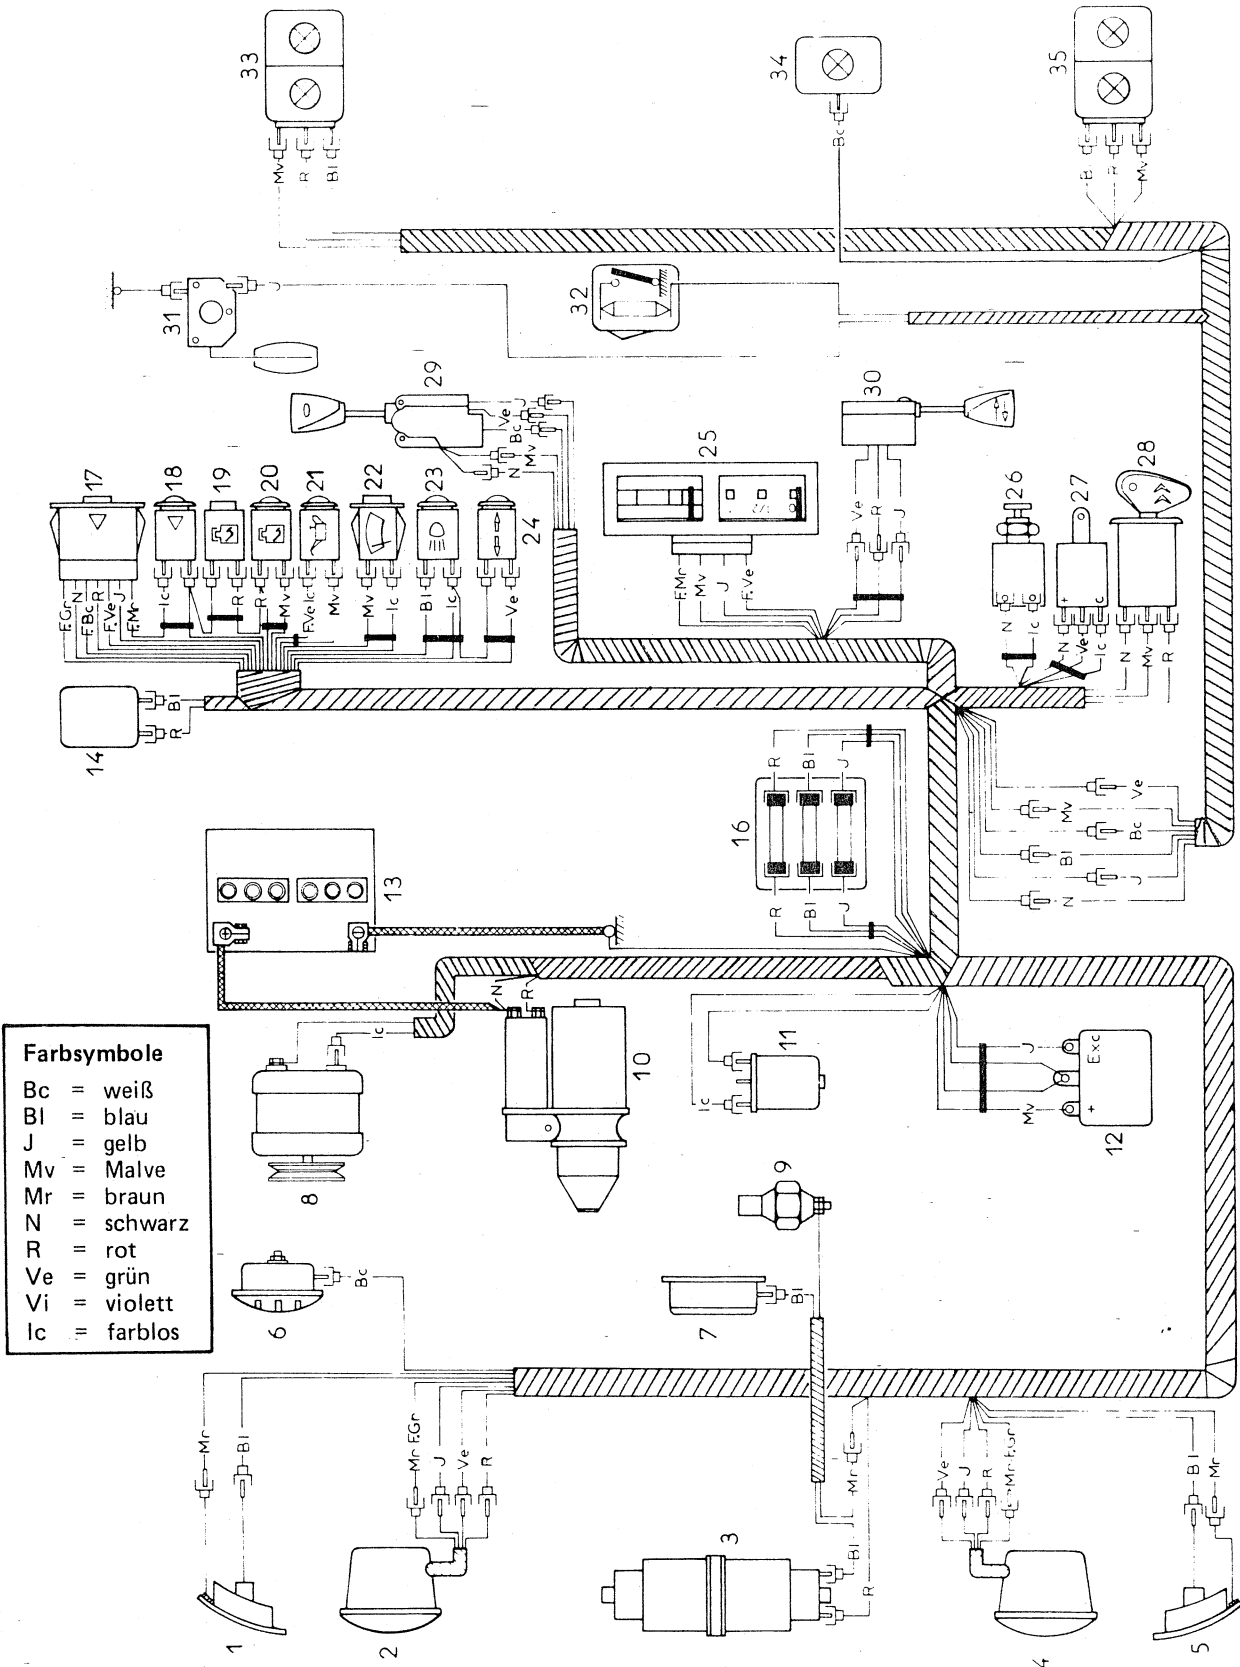 33
Mv
R
Bl
34
Bc
35
B
R
Mv
31
J
32
29
J
Ve
Bc
Mv
N
30
Ve
R
J
17
18
19
20
21
22
23
24
F.Gr
N
F.Bc
R
F.Ve
J
F.Mr
Ic
R
R
Mv
F.Ve
Ic
Mv
Mv
Ic
Bl
Ic
Ve
25
F.Mr
Mv
J
F.Ve
26
27
28
N
Ic
+
c
N
Ve
Ic
N
Mv
R
14
Bl
R
16
R
Bl
J
R
Bl
J
Ve
Mv
Bc
Bl
J
N
13
N
R
Ic
8
10
11
Ic
12
Mv
J
+
Exc
Farbsymbole
Bc = weiß
Bl = blau
J = gelb
Mv = Malve
Mr = braun
N = schwarz
R = rot
Ve = grün
Vi = violett
Ic = farblos
6
Bc
7
Bl
9
1
Mr
Bl
2
Mr F.Gr
J
Ve
R
3
Mr
Bl
R
4
Ve
J
R
Mr F.Gr
5
Bl
Mr